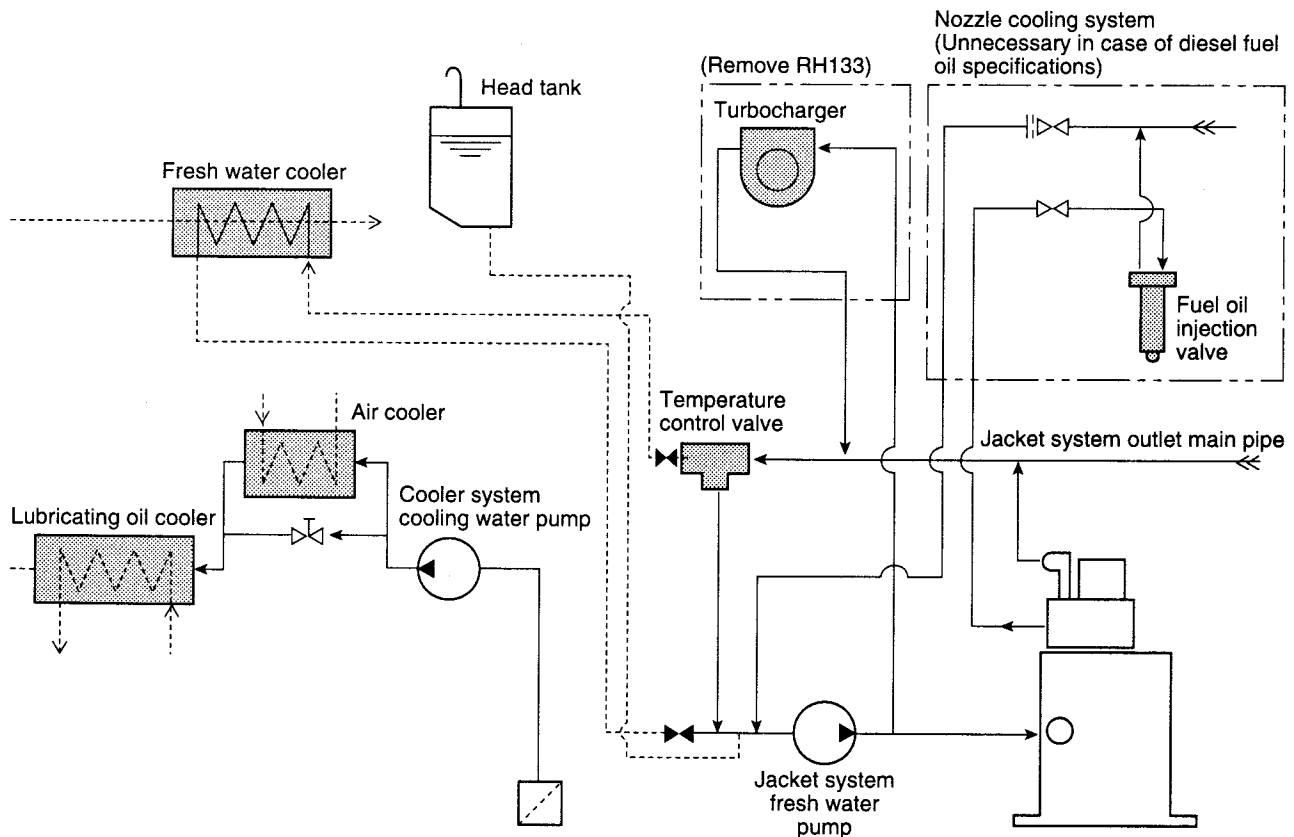 Nozzle cooling system
(Unnecessary in case of diesel fuel
oil specifications)
(Remove RH133)
Head tank
Turbocharger
Fresh water cooler
Fuel oil
injection
valve
Temperature
control valve
Air cooler
Jacket system outlet main pipe
Cooler system
cooling water pump
Lubricating oil cooler
Jacket system
fresh water
pump